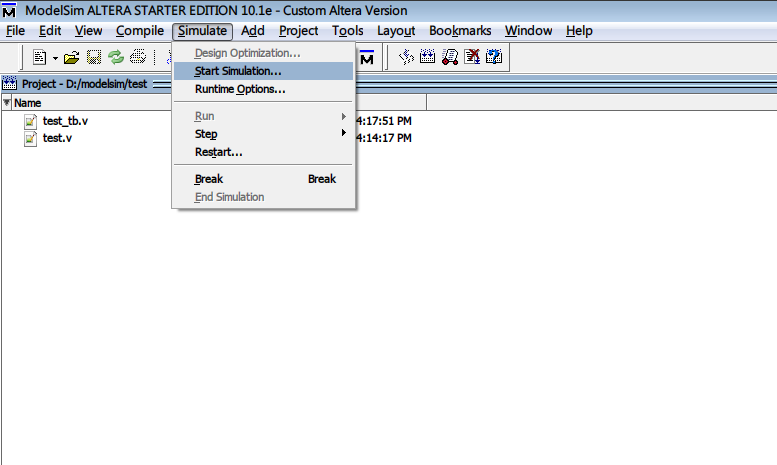 ModelSim ALTERA STARTER EDITION 10.1e - Custom Altera Version
File Edit View Compile Simulate Add Project Tools Layout Bookmarks Window Help
Design Optimization...
Start Simulation...
Runtime Options...
Run
Step
Restart...
Break Break
End Simulation
Project - D:/modelsim/test
Name
test_tb.v 4:17:51 PM
test.v 4:14:17 PM